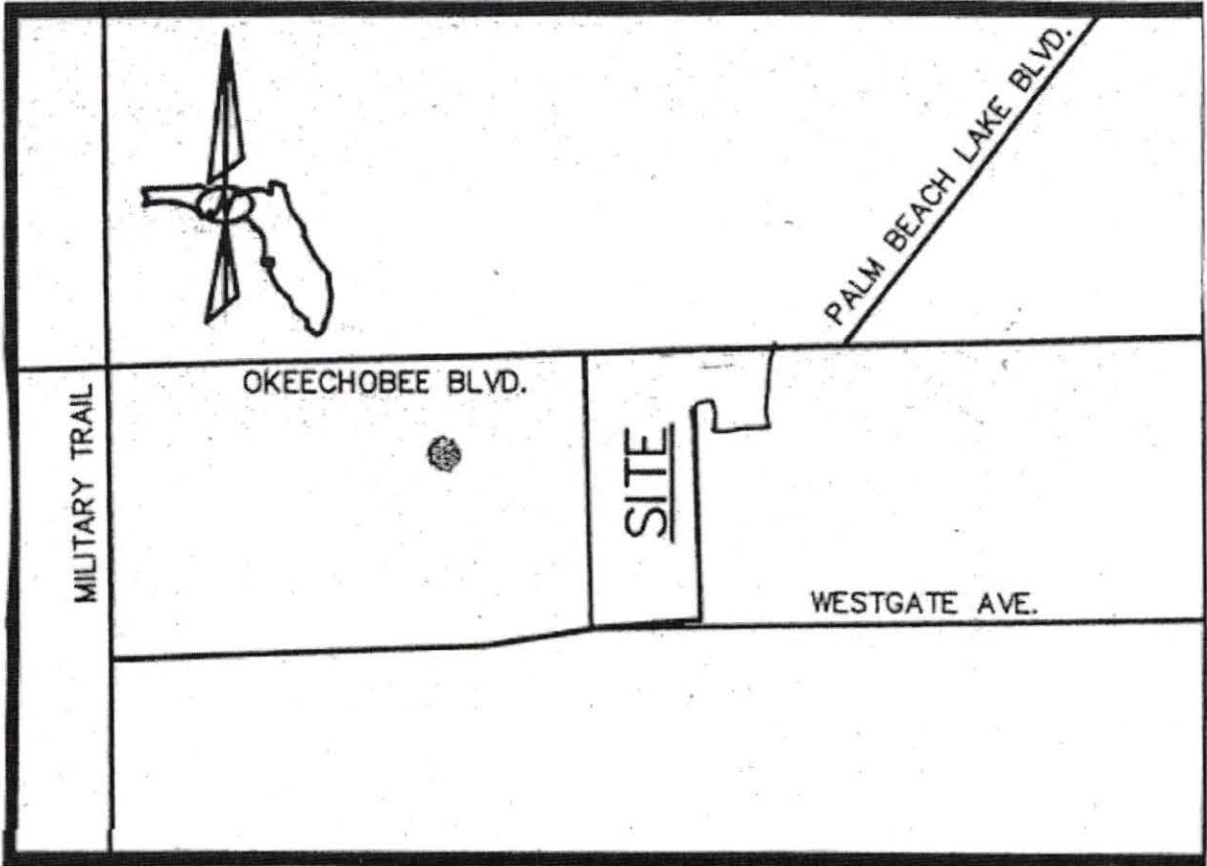 PALM BEACH LAKE BLVD.
OKEECHOBEE BLVD.
MILITARY TRAIL
SITE
WESTGATE AVE.